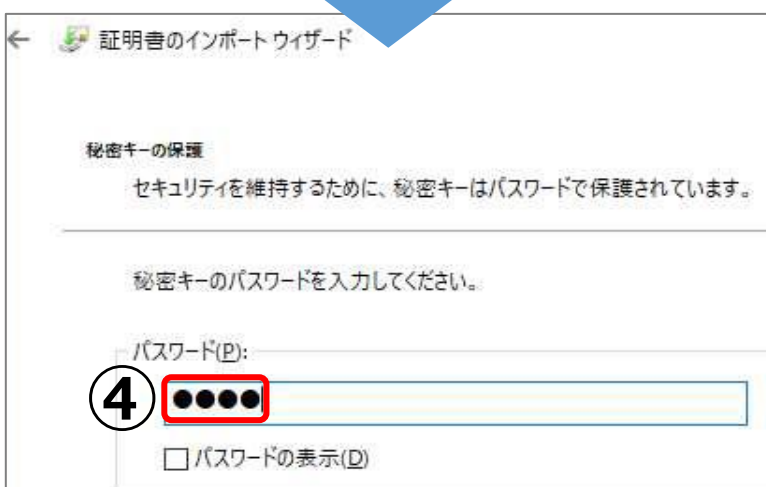 ← 証明書のインポート ウィザード
秘密キーの保護
セキュリティを維持するために、秘密キーはパスワードで保護されています。
秘密キーのパスワードを入力してください。
パスワード(P):
④ ●●●●
パスワードの表示(D)